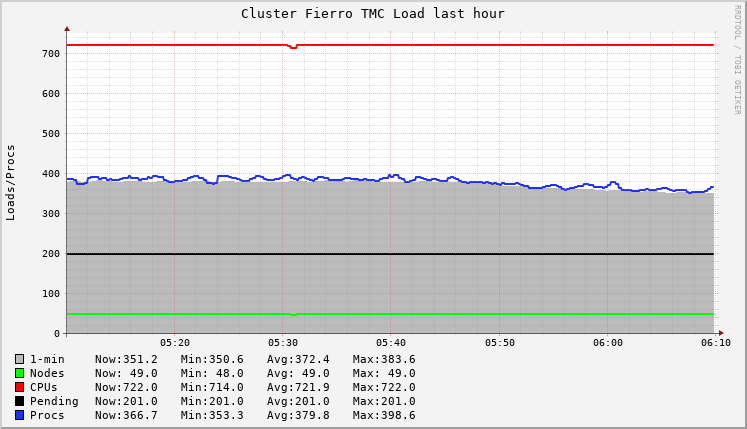 Cluster Fierro TMC Load last hour
RRDTOOL / TOBI OETIKER
Loads/Procs
700
600
500
400
300
200
100
0
05:20 05:30 05:40 05:50 06:00 06:10
1-min Now:351.2 Min:350.6 Avg:372.4 Max:383.6
Nodes Now: 49.0 Min: 48.0 Avg: 49.0 Max: 49.0
CPUs Now:722.0 Min:714.0 Avg:721.9 Max:722.0
Pending Now:201.0 Min:201.0 Avg:201.0 Max:201.0
Procs Now:366.7 Min:353.3 Avg:379.8 Max:398.6